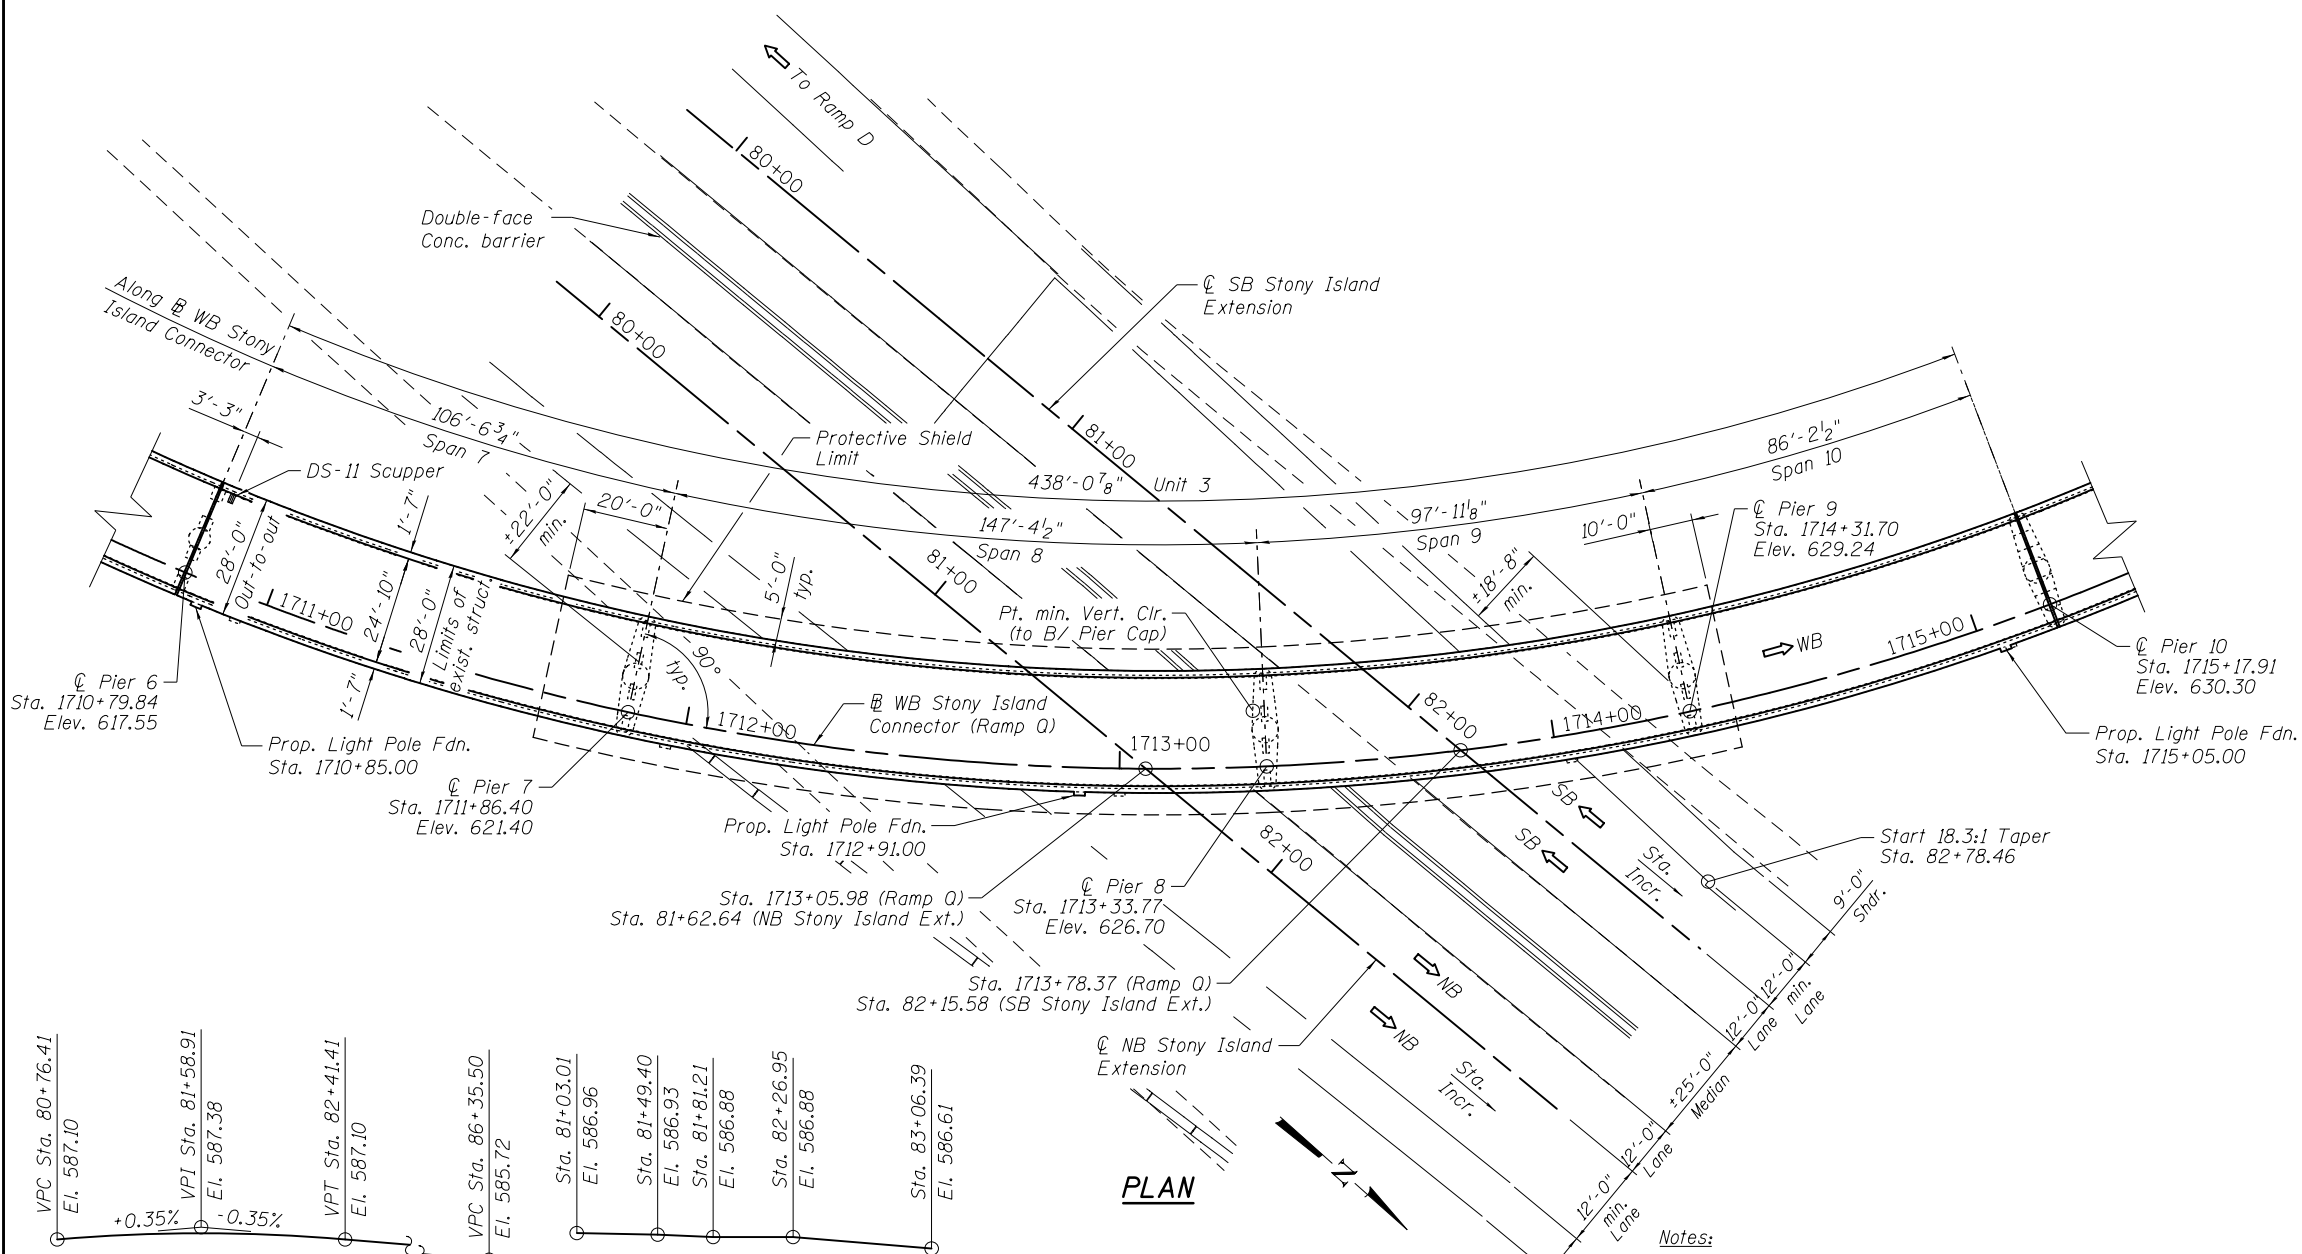 To Ramp D
80+00
Double-face
Conc. barrier
80+00
℄ SB Stony Island
Extension
Along ⅊ WB Stony
Island Connector
3'-3"
106'-6 3/4"
Span 7
Protective Shield
Limit
81+00
438'-0 7/8" Unit 3
86'-2 1/2"
Span 10
DS-11 Scupper
±22'-0"
min.
20'-0"
147'-4 1/2"
Span 8
97'-11 1/8"
Span 9
10'-0"
℄ Pier 9
Sta. 1714+31.70
Elev. 629.24
1'-7"
28'-0"
Out-to-out
24'-10"
28'-0"
Limits of
exist. struct.
1'-7"
1711+00
81+00
5'-0"
typ.
±18'-8"
min.
Pt. min. Vert. Clr.
(to B/ Pier Cap)
90°
typ.
WB
1715+00
℄ Pier 10
Sta. 1715+17.91
Elev. 630.30
℄ Pier 6
Sta. 1710+79.84
Elev. 617.55
1712+00
⅊ WB Stony Island
Connector (Ramp Q)
1713+00
82+00
1714+00
Prop. Light Pole Fdn.
Sta. 1710+85.00
Prop. Light Pole Fdn.
Sta. 1715+05.00
℄ Pier 7
Sta. 1711+86.40
Elev. 621.40
Prop. Light Pole Fdn.
Sta. 1712+91.00
82+00
SB
SB
Start 18.3:1 Taper
Sta. 82+78.46
Sta.
Incr.
Sta. 1713+05.98 (Ramp Q)
Sta. 81+62.64 (NB Stony Island Ext.)
℄ Pier 8
Sta. 1713+33.77
Elev. 626.70
9'-0"
Shdr.
Sta. 1713+78.37 (Ramp Q)
Sta. 82+15.58 (SB Stony Island Ext.)
NB
NB
12'-0"
min.
Lane
12'-0"
Lane
℄ NB Stony Island
Extension
Sta.
Incr.
±25'-0"
Median
12'-0"
Lane
12'-0"
min.
Lane
VPC Sta. 80+76.41
El. 587.10
VPI Sta. 81+58.91
El. 587.38
VPT Sta. 82+41.41
El. 587.10
VPC Sta. 86+35.50
El. 585.72
Sta. 81+03.01
El. 586.96
Sta. 81+49.40
El. 586.93
Sta. 81+81.21
El. 586.88
Sta. 82+26.95
El. 586.88
Sta. 83+06.39
El. 586.61
+0.35%
-0.35%
PLAN
N
Notes: